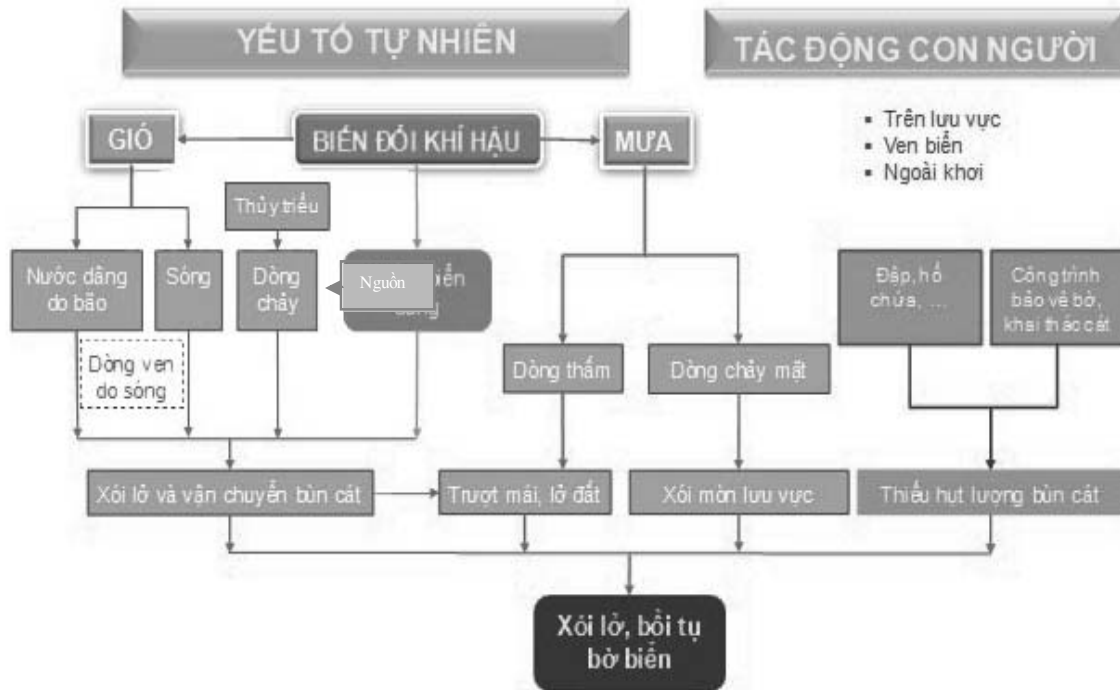 YẾU TỐ TỰ NHIÊN
TÁC ĐỘNG CON NGƯỜI
GIÓ
BIẾN ĐỔI KHÍ HẬU
MƯA
▪ Trên lưu vực
▪ Ven biển
▪ Ngoài khơi
Thủy triều
Nước dâng
do bão
Sóng
Dòng
chảy
Nguồn
Đập, hồ
chứa, ...
Công trình
bảo vệ bờ,
khai thác cát
Dòng ven
do sóng
Dòng thấm
Dòng chảy mặt
Xói lở và vận chuyển bùn cát
Trượt mái, lở đất
Xói mòn lưu vực
Thiếu hụt lượng bùn cát
Xói lở, bồi tụ
bờ biển